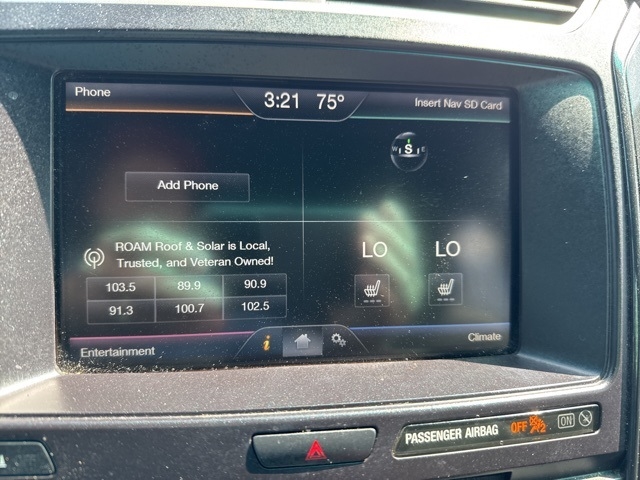 Phone
3:21 75°
Insert Nav SD Card
W S E
Add Phone
ROAM Roof & Solar is Local,
Trusted, and Veteran Owned!
103.5 89.9 90.9
91.3 100.7 102.5
LO LO
Entertainment
i
Climate
PASSENGER AIRBAG OFF ON